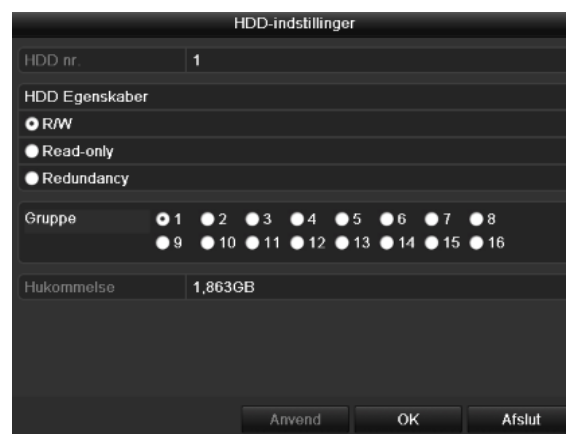 HDD-indstillinger
HDD nr. 1
HDD Egenskaber
R/W
Read-only
Redundancy
Gruppe 1 2 3 4 5 6 7 8
9 10 11 12 13 14 15 16
Hukommelse 1,863GB
Anvend OK Afslut